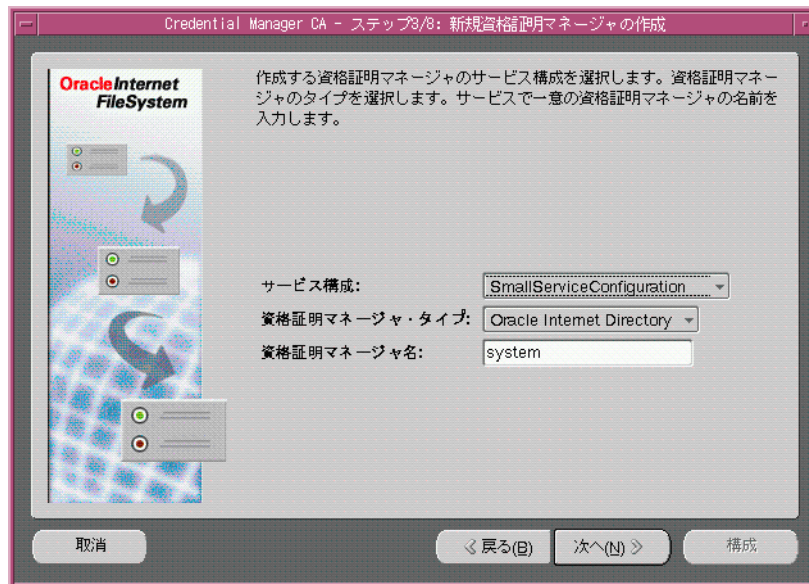 Credential Manager CA - ステップ3/8: 新規資格証明マネージャの作成
OracleInternet
FileSystem
作成する資格証明マネージャのサービス構成を選択します。資格証明マネー
ジャのタイプを選択します。サービスで一意の資格証明マネージャの名前を
入力します。
サービス構成: SmallServiceConfiguration
資格証明マネージャ・タイプ: Oracle Internet Directory
資格証明マネージャ名: system
取消 戻る(B) 次へ(N) 構成